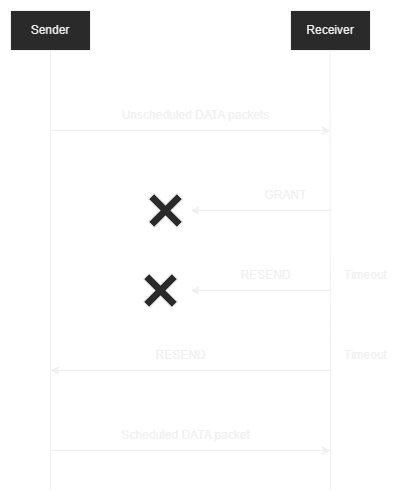 Sender
Receiver
Unscheduled DATA packets
GRANT
RESEND
Timeout
RESEND
Timeout
Scheduled DATA packet